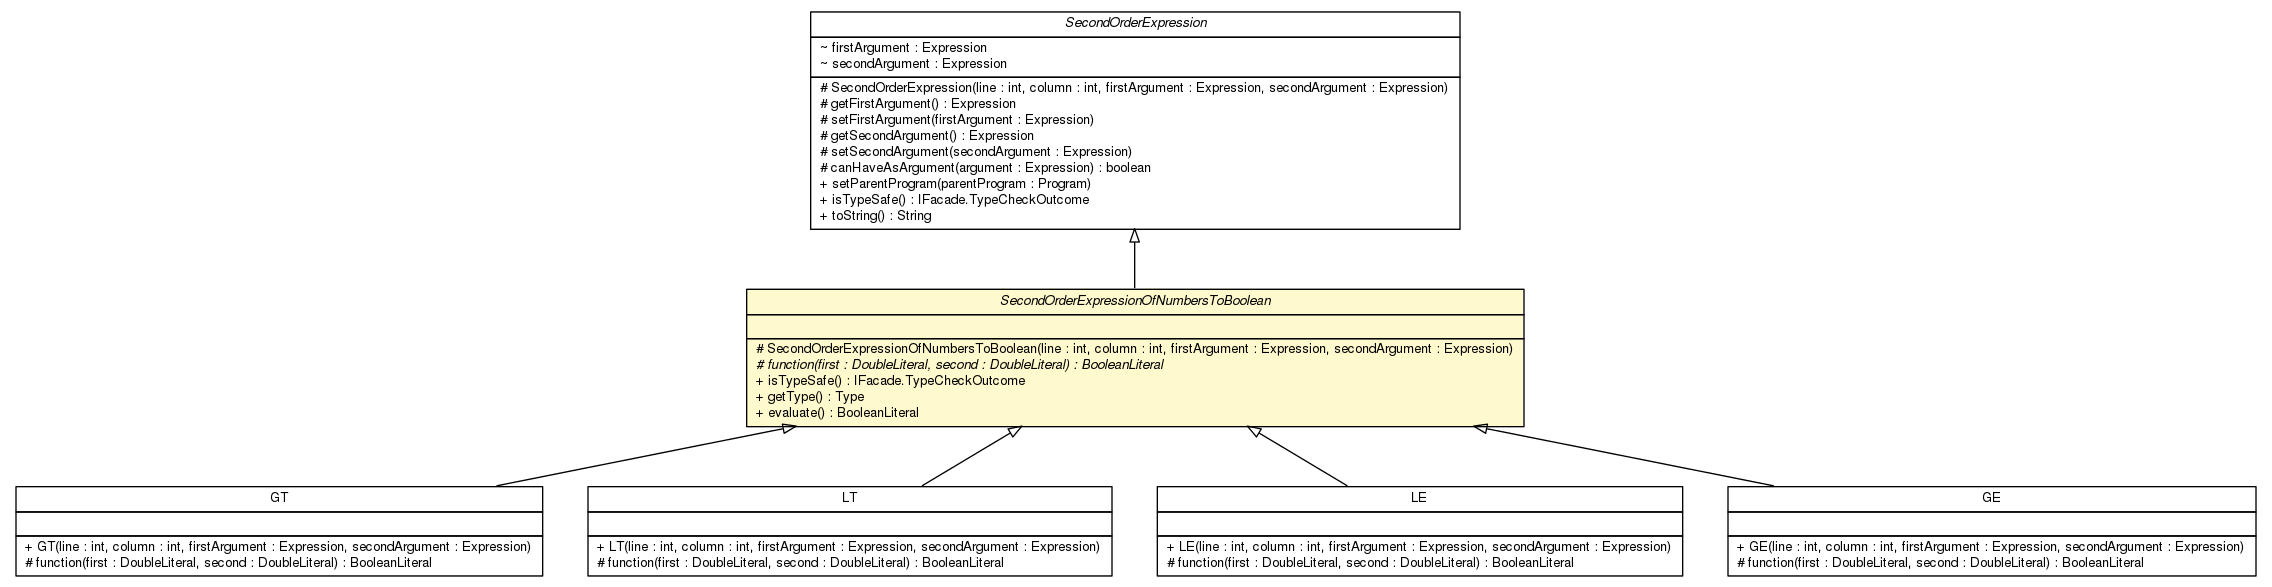 SecondOrderExpression
~ firstArgument : Expression
~ secondArgument : Expression
# SecondOrderExpression(line : int, column : int, firstArgument : Expression, secondArgument : Expression)
# getFirstArgument() : Expression
# setFirstArgument(firstArgument : Expression)
# getSecondArgument() : Expression
# setSecondArgument(secondArgument : Expression)
# canHaveAsArgument(argument : Expression) : boolean
+ setParentProgram(parentProgram : Program)
+ isTypeSafe() : IFacade.TypeCheckOutcome
+ toString() : String
SecondOrderExpressionOfNumbersToBoolean
# SecondOrderExpressionOfNumbersToBoolean(line : int, column : int, firstArgument : Expression, secondArgument : Expression)
# function(first : DoubleLiteral, second : DoubleLiteral) : BooleanLiteral
+ isTypeSafe() : IFacade.TypeCheckOutcome
+ getType() : Type
+ evaluate() : BooleanLiteral
GT
+ GT(line : int, column : int, firstArgument : Expression, secondArgument : Expression)
# function(first : DoubleLiteral, second : DoubleLiteral) : BooleanLiteral
LT
+ LT(line : int, column : int, firstArgument : Expression, secondArgument : Expression)
# function(first : DoubleLiteral, second : DoubleLiteral) : BooleanLiteral
LE
+ LE(line : int, column : int, firstArgument : Expression, secondArgument : Expression)
# function(first : DoubleLiteral, second : DoubleLiteral) : BooleanLiteral
GE
+ GE(line : int, column : int, firstArgument : Expression, secondArgument : Expression)
# function(first : DoubleLiteral, second : DoubleLiteral) : BooleanLiteral